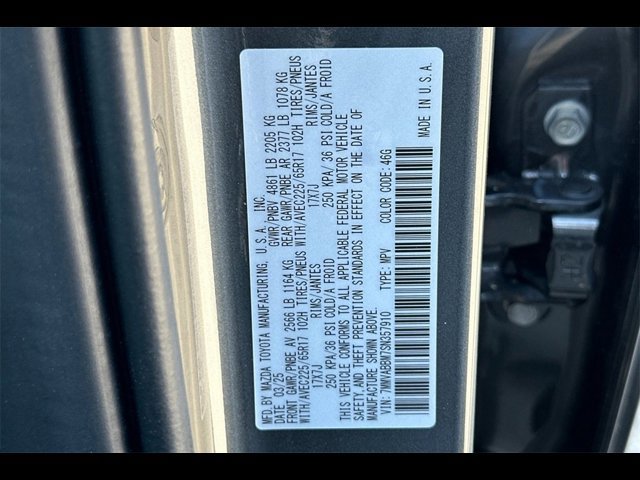 MFD. BY MAZDA TOYOTA MANUFACTURING, U.S.A., INC.
DATE 03/25 GVWR/PNBV 4861 LB 2205 KG
FRONT GAWR/PNBE AV 2566 LB 1164 KG REAR GAWR/PNBE AR 2377 LB 1078 KG
WITH/AVEC225/65R17 102H TIRES/PNEUS WITH/AVEC225/65R17 102H TIRES/PNEUS
17X7J RIMS/JANTES 17X7J RIMS/JANTES
250 KPA/36 PSI COLD/A FROID 250 KPA/ 36 PSI COLD/A FROID
THIS VEHICLE CONFORMS TO ALL APPLICABLE FEDERAL MOTOR VEHICLE
SAFETY, AND THEFT PREVENTION STANDARDS IN EFFECT ON THE DATE OF
MANUFACTURE SHOWN ABOVE.
VIN: 7MMVABBM7SN357910 TYPE: MPV COLOR CODE: 46G
MADE IN U.S.A.